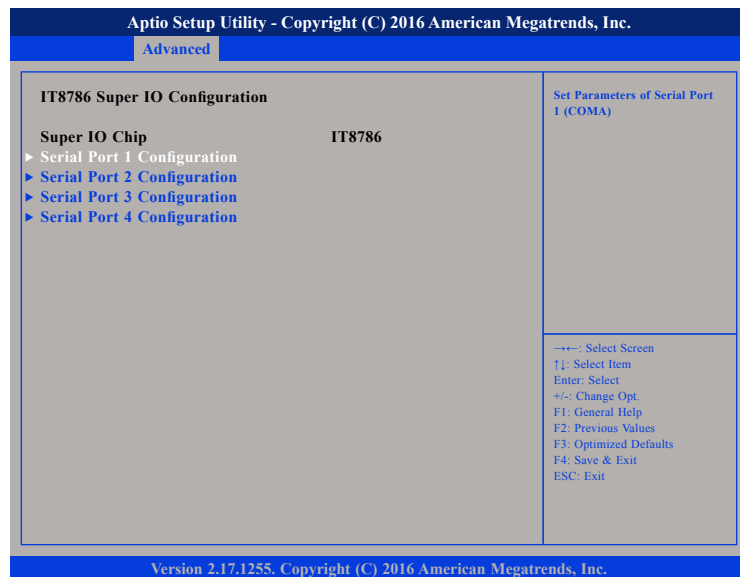 Aptio Setup Utility - Copyright (C) 2016 American Megatrends, Inc.
Advanced
IT8786 Super IO Configuration
Super IO Chip IT8786
► Serial Port 1 Configuration
► Serial Port 2 Configuration
► Serial Port 3 Configuration
► Serial Port 4 Configuration
Set Parameters of Serial Port
1 (COMA)
→←: Select Screen
↑↓: Select Item
Enter: Select
+/-: Change Opt.
F1: General Help
F2: Previous Values
F3: Optimized Defaults
F4: Save & Exit
ESC: Exit
Version 2.17.1255. Copyright (C) 2016 American Megatrends, Inc.